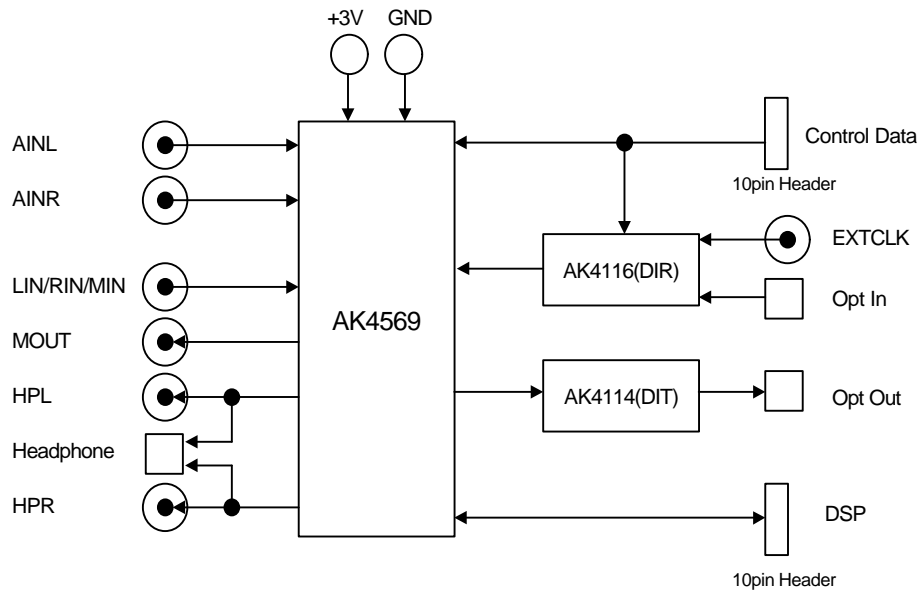 +3V
GND
AINL
AINR
LIN/RIN/MIN
MOUT
HPL
Headphone
HPR
AK4569
Control Data
10pin Header
EXTCLK
AK4116(DIR)
Opt In
AK4114(DIT)
Opt Out
DSP
10pin Header